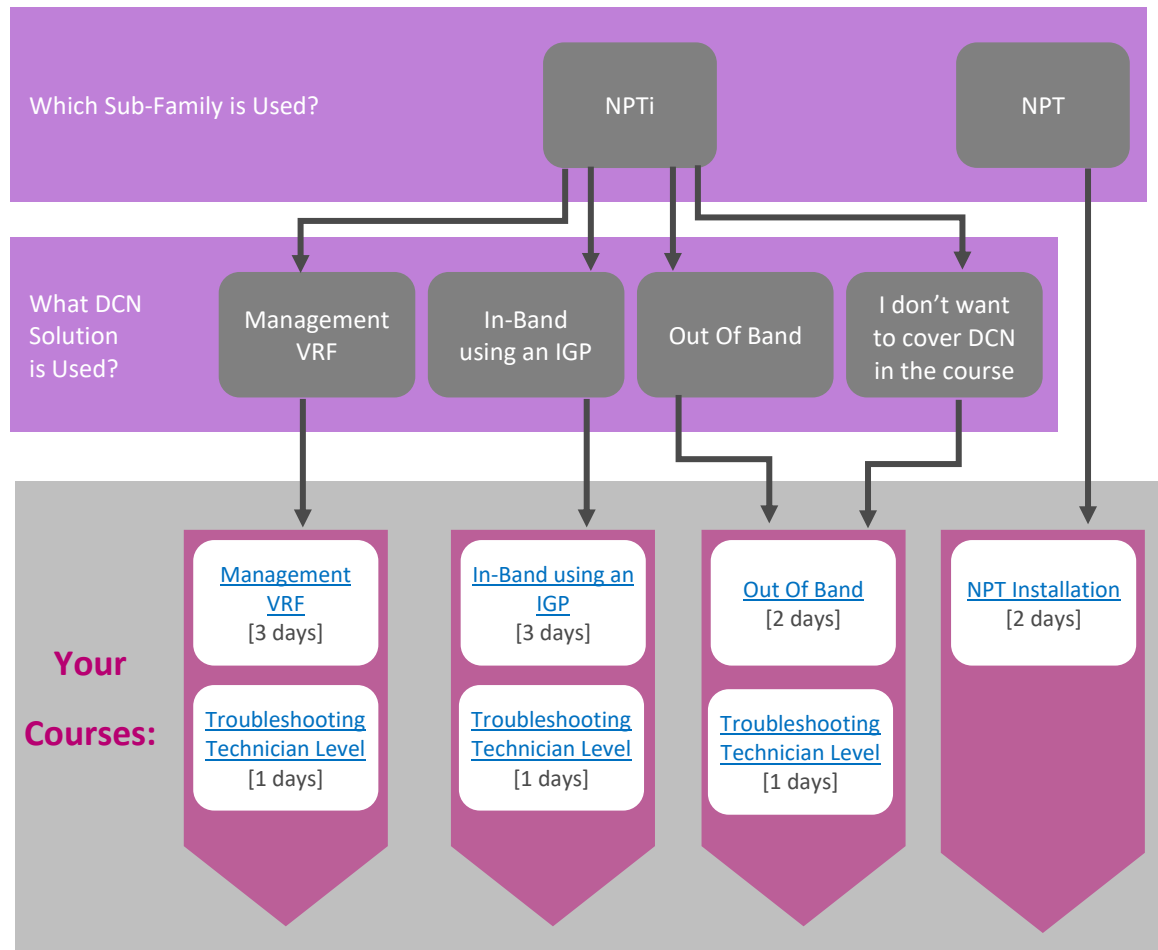 Which Sub-Family is Used?
NPTi
NPT
What DCN
Solution
is Used?
Management
VRF
In-Band
using an IGP
Out Of Band
I don’t want
to cover DCN
in the course
Your
Courses:
Management
VRF
[3 days]
Troubleshooting
Technician Level
[1 days]
In-Band using an
IGP
[3 days]
Troubleshooting
Technician Level
[1 days]
Out Of Band
[2 days]
Troubleshooting
Technician Level
[1 days]
NPT Installation
[2 days]